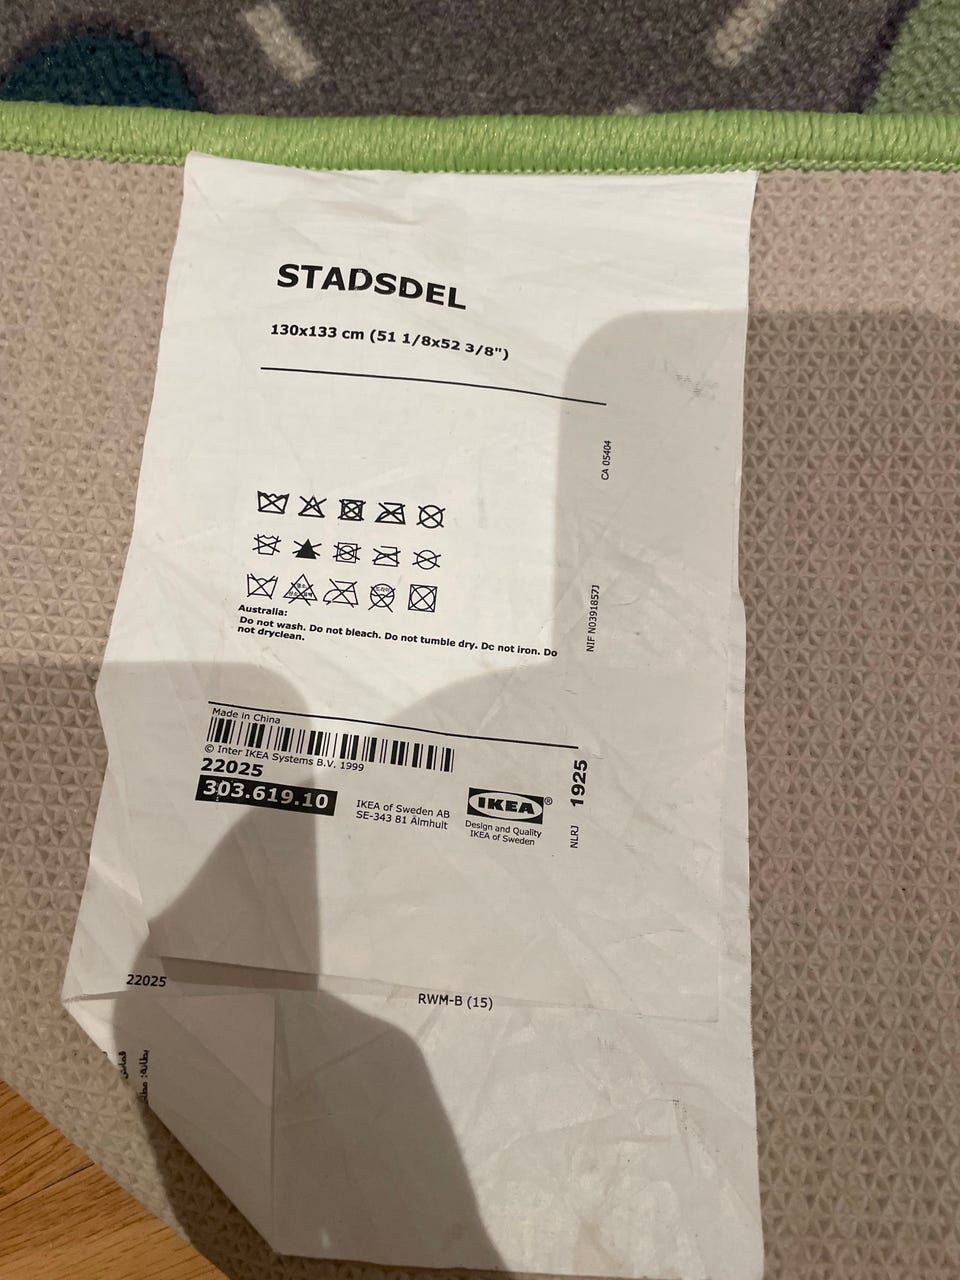 STADSDEL
130x133 cm (51 1/8x52 3/8")
CA 05404
NIF N0391857J
Australia:
Do not wash. Do not bleach. Do not tumble dry. Do not iron. Do
not dryclean.
Made in China
© Inter IKEA Systems B.V. 1999
22025
303.619.10
IKEA of Sweden AB
SE-343 81 Älmhult
IKEA®
Design and Quality
IKEA of Sweden
1925
NLRJ
22025
RWM-B (15)